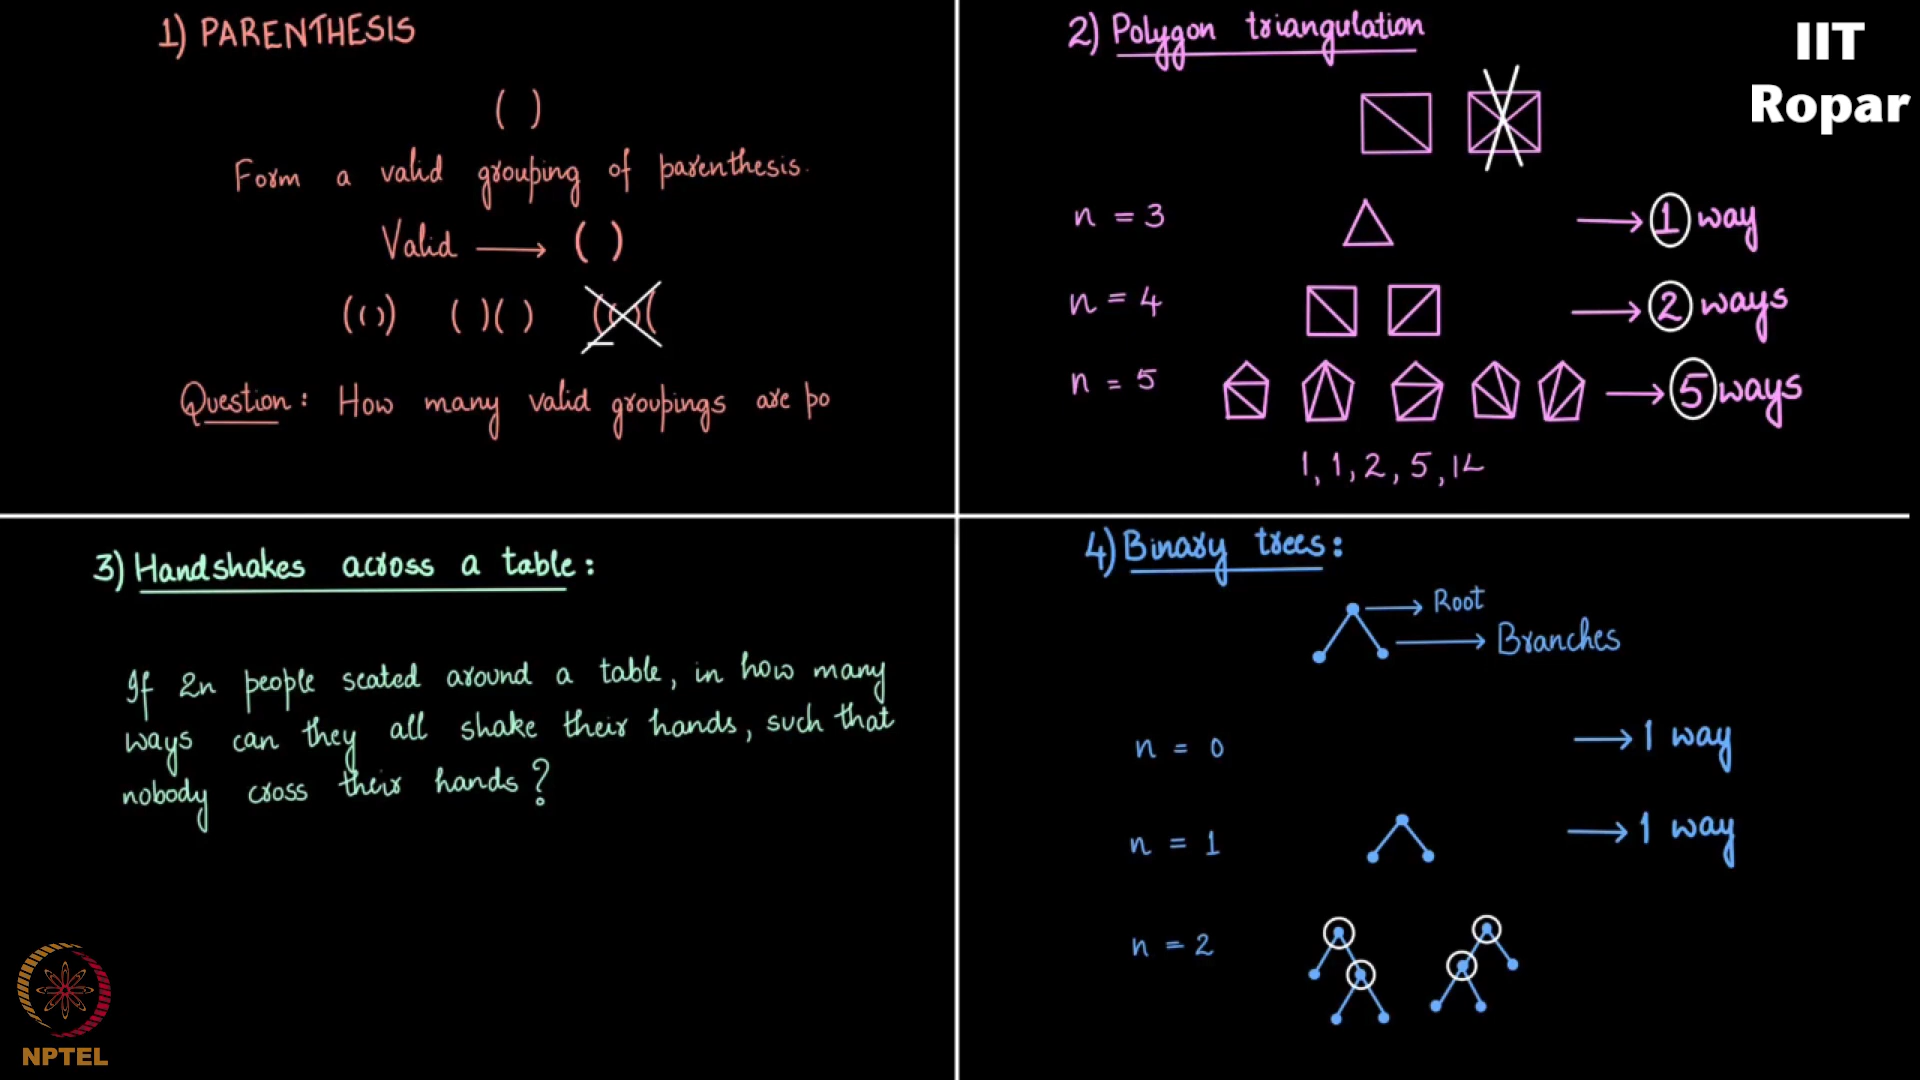 1) PARENTHESIS
( )
Form a valid grouping of parenthesis.
Valid → ( )
(()) ( )( ) (()(
Question: How many valid groupings are po
2) Polygon triangulation
IIT
Ropar
n = 3 → 1 way
n = 4 → 2 ways
n = 5 → 5 ways
1, 1, 2, 5, 1
3) Handshakes across a table:
If 2n people seated around a table, in how many
ways can they all shake their hands, such that
nobody cross their hands?
4) Binary trees:
→ Root
→ Branches
n = 0 → 1 way
n = 1 → 1 way
n = 2
NPTEL